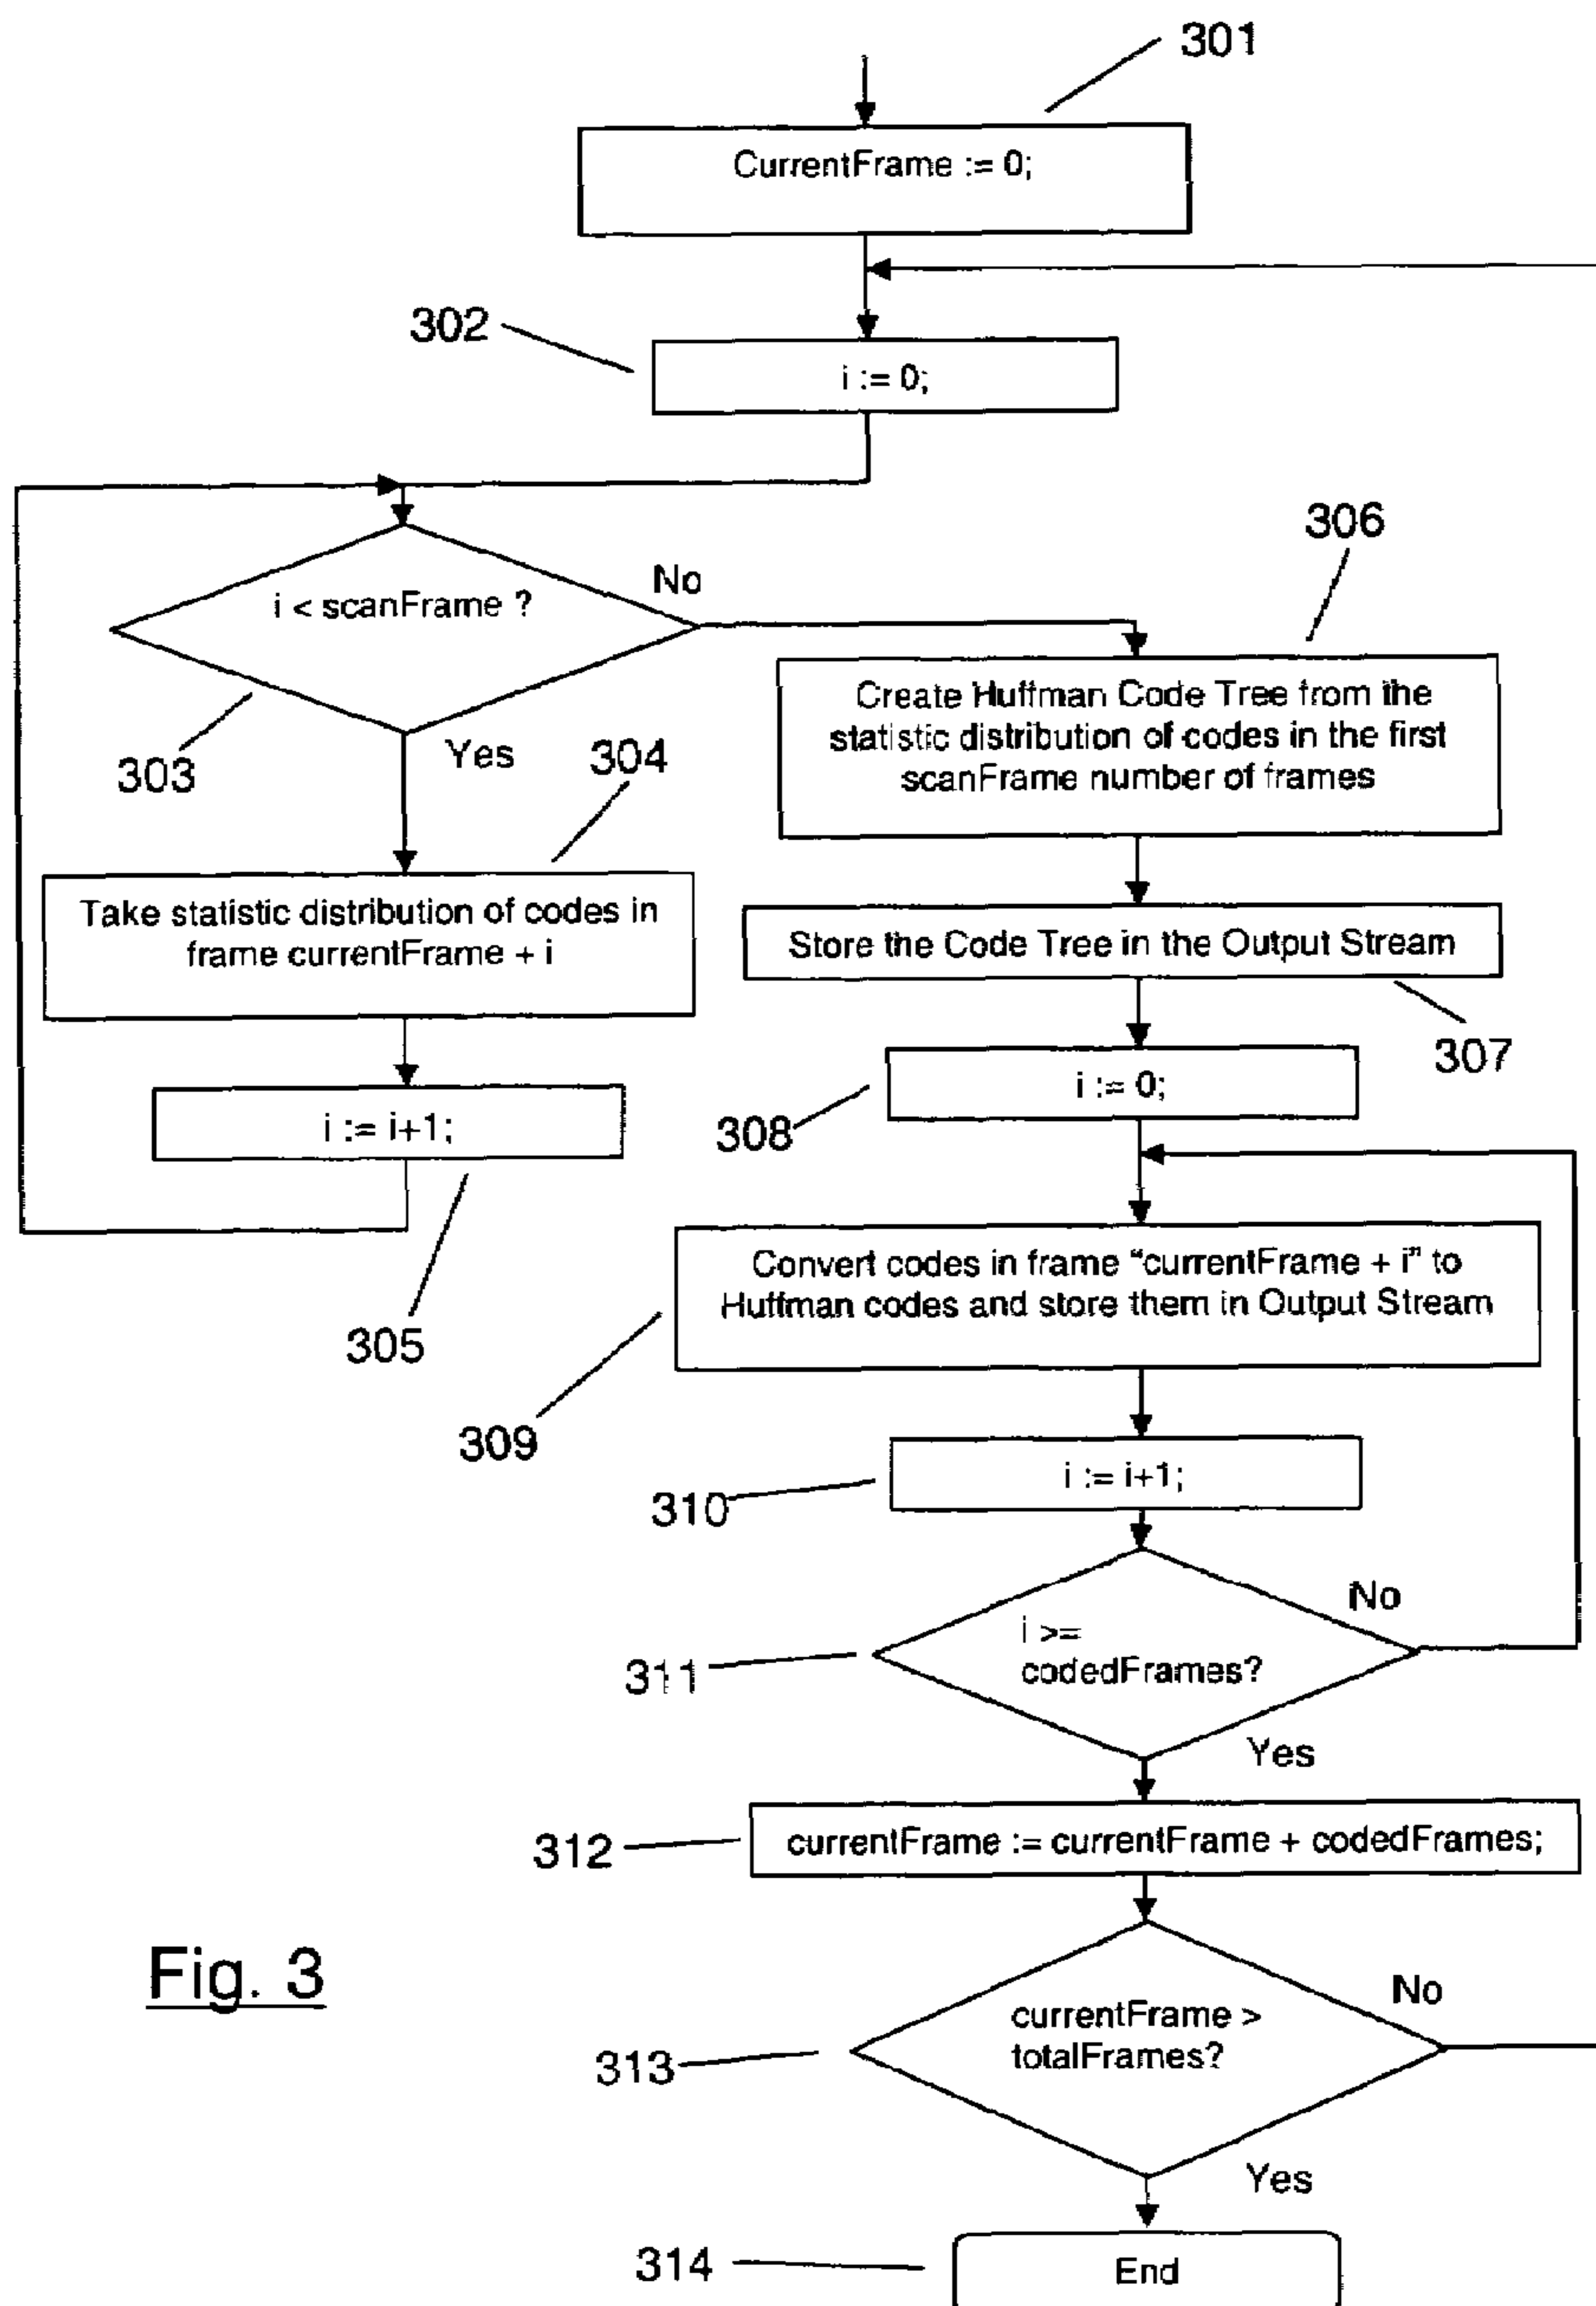 301
CurrentFrame := 0;
302
i := 0;
306
i < scanFrame ?
No
303
Yes
304
Create Huffman Code Tree from the
statistic distribution of codes in the first
scanFrame number of frames
Take statistic distribution of codes in
frame currentFrame + i
Store the Code Tree in the Output Stream
307
i := i+1;
305
i := 0;
308
Convert codes in frame "currentFrame + i" to
Huffman codes and store them in Output Stream
309
i := i+1;
310
i >=
codedFrames?
No
311
Yes
currentFrame := currentFrame + codedFrames;
312
Fig. 3
currentFrame >
totalFrames?
No
313
Yes
End
314